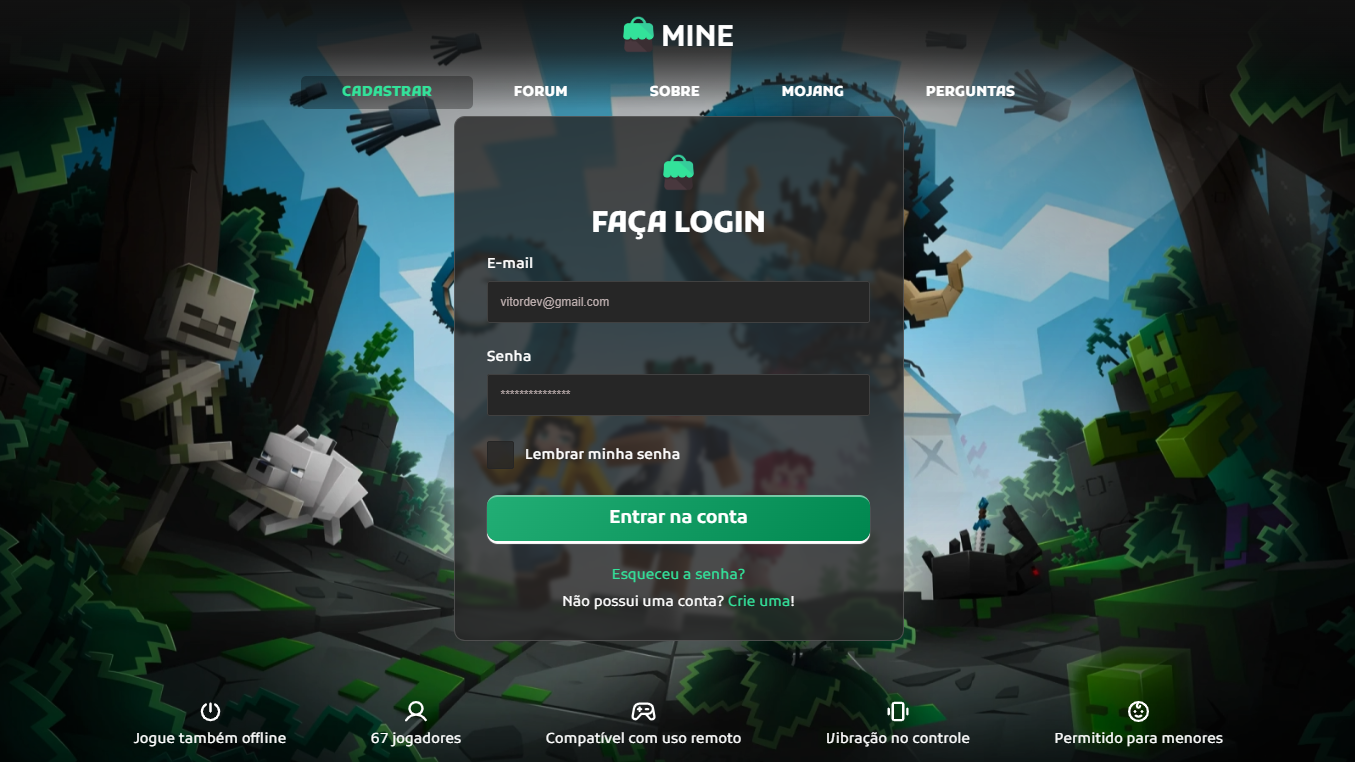 MINE
CADASTRAR FORUM SOBRE MOJANG PERGUNTAS
FAÇA LOGIN
E-mail
vitordev@gmail.com
Senha
***************
Lembrar minha senha
Entrar na conta
Esqueceu a senha?
Não possui uma conta? Crie uma!
Jogue também offline 67 jogadores Compatível com uso remoto Vibração no controle Permitido para menores